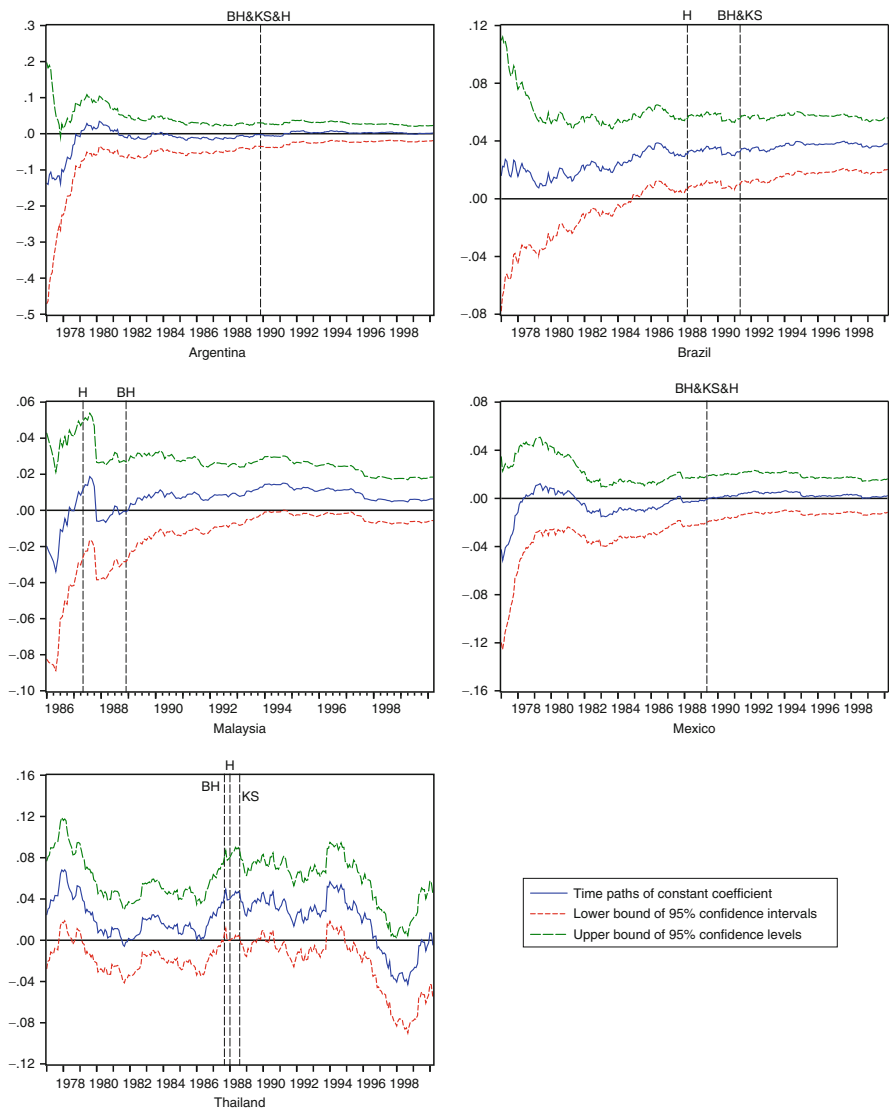 BH&KS&H
.3
.2
.1
.0
–.1
–.2
–.3
–.4
–.5
1978 1980 1982 1984 1986 1988 1990 1992 1994 1996 1998
Argentina
H BH&KS
.12
.08
.04
.00
–.04
–.08
1978 1980 1982 1984 1986 1988 1990 1992 1994 1996 1998
Brazil
H BH
.06
.04
.02
.00
–.02
–.04
–.06
–.08
–.10
1986 1988 1990 1992 1994 1996 1998
Malaysia
BH&KS&H
.08
.04
.00
–.04
–.08
–.12
–.16
1978 1980 1982 1984 1986 1988 1990 1992 1994 1996 1998
Mexico
H
BH
KS
.16
.12
.08
.04
.00
–.04
–.08
–.12
1978 1980 1982 1984 1986 1988 1990 1992 1994 1998
Thailand
Time paths of constant coefficient
Lower bound of 95% confidence intervals
Upper bound of 95% confidence levels